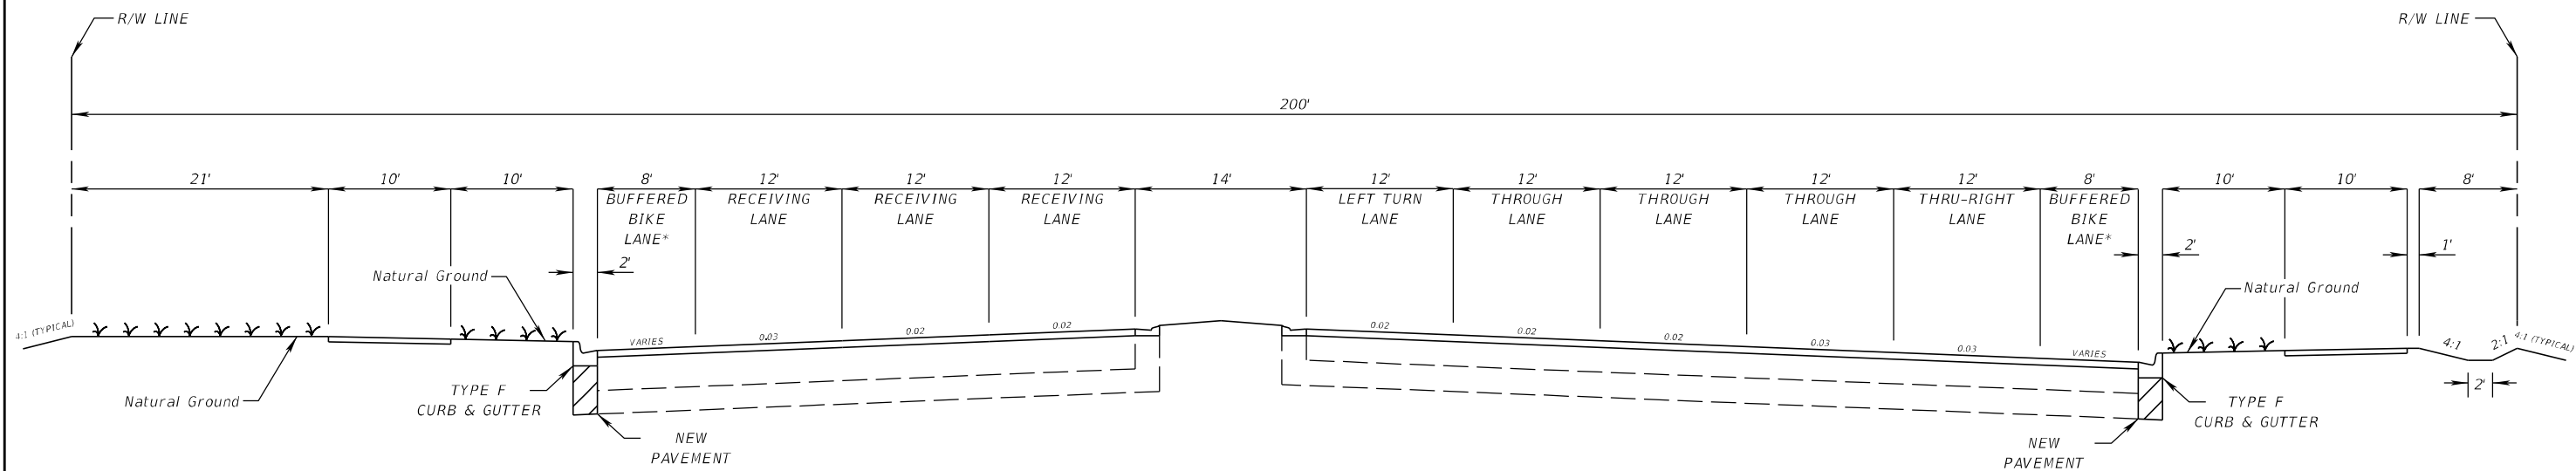 R/W LINE
R/W LINE
200'
21'
10'
10'
8'
12'
12'
12'
14'
12'
12'
12'
12'
12'
8'
10'
10'
8'
BUFFERED
BIKE
LANE*
RECEIVING
LANE
RECEIVING
LANE
RECEIVING
LANE
LEFT TURN
LANE
THROUGH
LANE
THROUGH
LANE
THROUGH
LANE
THRU-RIGHT
LANE
BUFFERED
BIKE
LANE*
2'
2'
1'
Natural Ground
Natural Ground
4:1 (TYPICAL)
VARIES
0.03
0.02
0.02
0.02
0.02
0.02
0.03
0.03
VARIES
4:1
2:1
4:1 (TYPICAL)
2'
Natural Ground
TYPE F
CURB & GUTTER
NEW
PAVEMENT
TYPE F
CURB & GUTTER
NEW
PAVEMENT